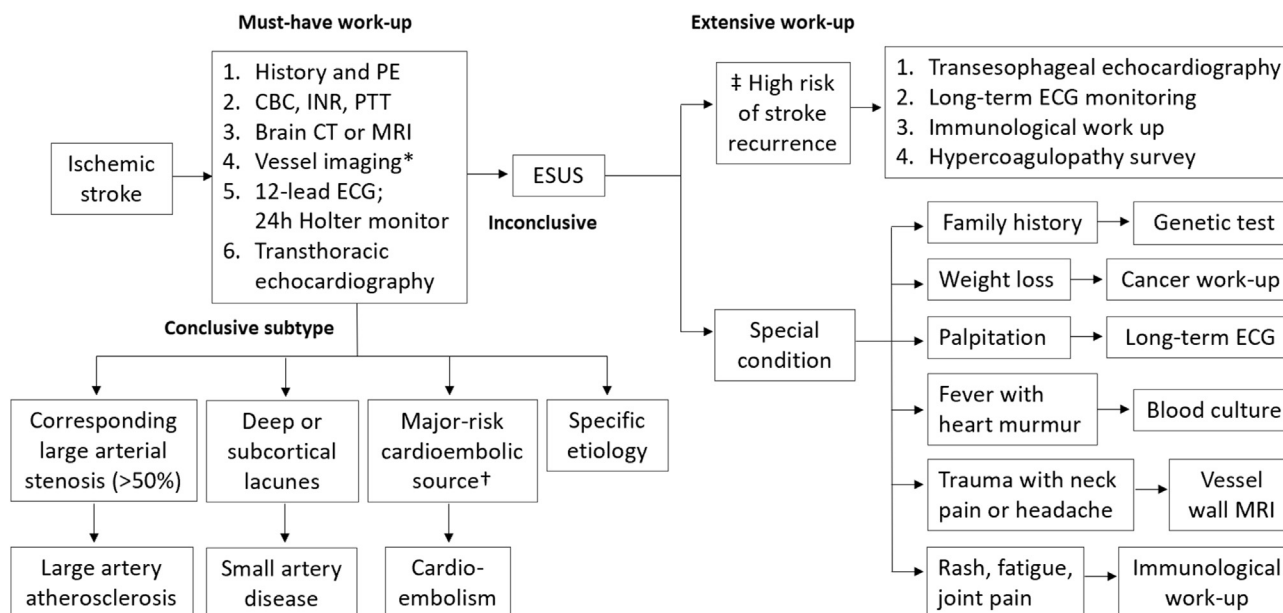 Must-have work-up
Extensive work-up
Ischemic
stroke
1. History and PE
2. CBC, INR, PTT
3. Brain CT or MRI
4. Vessel imaging*
5. 12-lead ECG;
24h Holter monitor
6. Transthoracic
echocardiography
ESUS
Inconclusive
‡ High risk
of stroke
recurrence
1. Transesophageal echocardiography
2. Long-term ECG monitoring
3. Immunological work up
4. Hypercoagulopathy survey
Special
condition
Family history
Genetic test
Weight loss
Cancer work-up
Palpitation
Long-term ECG
Fever with
heart murmur
Blood culture
Trauma with neck
pain or headache
Vessel
wall MRI
Rash, fatigue,
joint pain
Immunological
work-up
Conclusive subtype
Corresponding
large arterial
stenosis (>50%)
Deep or
subcortical
lacunes
Major-risk
cardioembolic
source†
Specific
etiology
Large artery
atherosclerosis
Small artery
disease
Cardio-
embolism